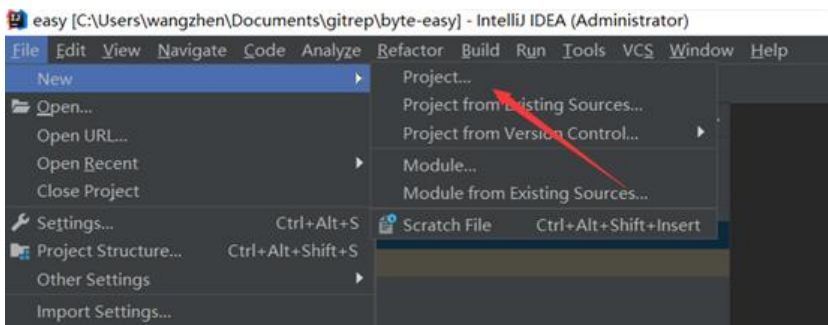 easy [C:\Users\wangzhen\Documents\gitrep\byte-easy] - IntelliJ IDEA (Administrator)
File Edit View Navigate Code Analyze Refactor Build Run Tools VCS Window Help
New
Project...
Open...
Project from Existing Sources...
Open URL...
Project from Version Control...
Open Recent
Module...
Close Project
Module from Existing Sources...
Settings... Ctrl+Alt+S
Scratch File Ctrl+Alt+Shift+Insert
Project Structure... Ctrl+Alt+Shift+S
Other Settings
Import Settings...